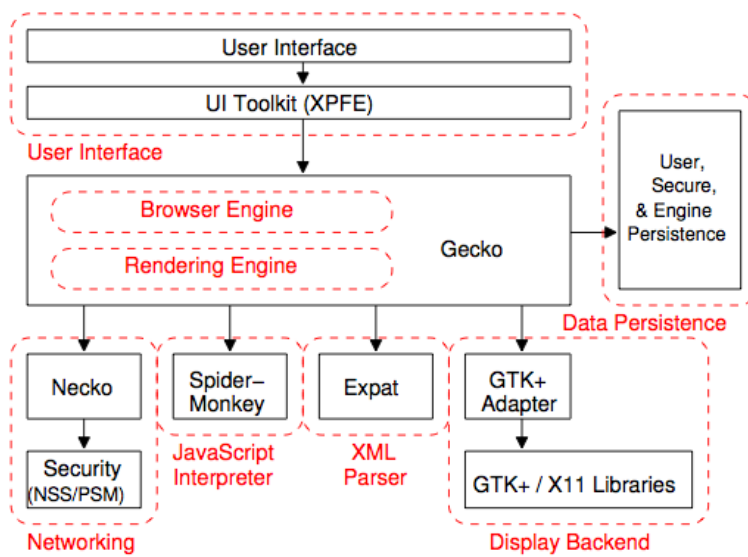 User Interface
UI Toolkit (XPFE)
User Interface
User,
Secure,
& Engine
Persistence
Browser Engine
Gecko
Rendering Engine
Data Persistence
Necko
Spider–
Monkey
Expat
GTK+
Adapter
JavaScript
Interpreter
XML
Parser
Security
(NSS/PSM)
GTK+ / X11 Libraries
Networking
Display Backend